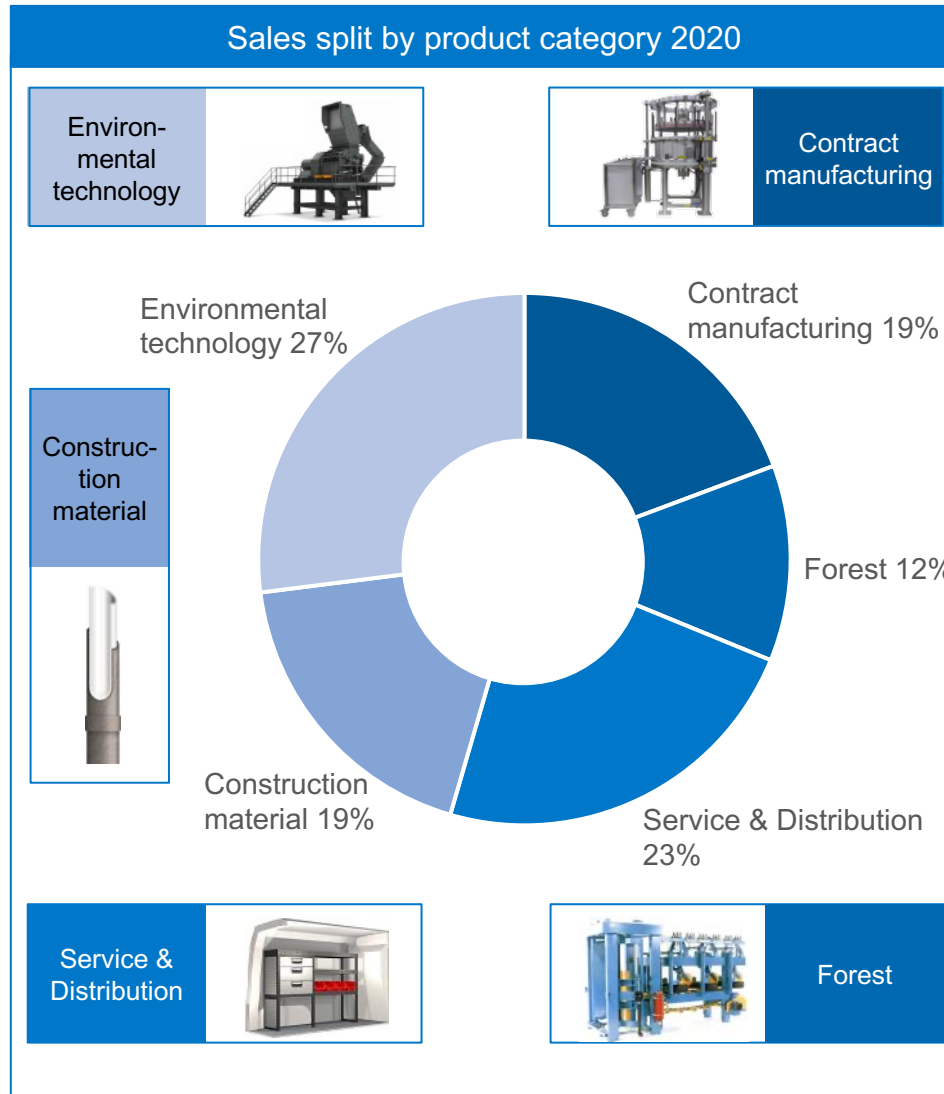 Sales split by product category 2020
Environ-
mental
technology
Contract
manufacturing
Environmental
technology 27%
Contract
manufacturing 19%
Construc-
tion
material
Forest 12%
Construction
material 19%
Service & Distribution
23%
Service &
Distribution
Forest